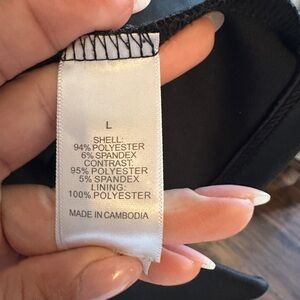 L
SHELL:
94% POLYESTER
6% SPANDEX
CONTRAST:
95% POLYESTER
5% SPANDEX
LINING:
100% POLYESTER
MADE IN CAMBODIA